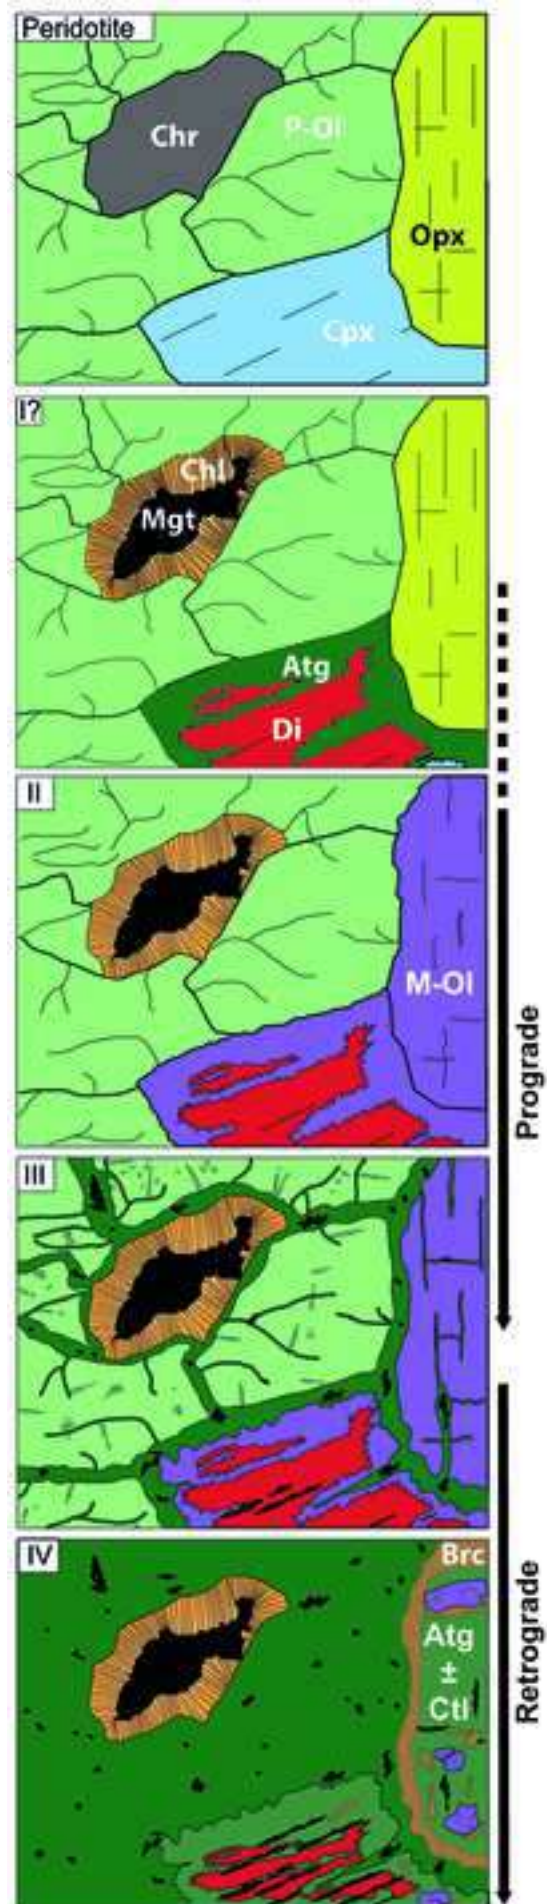 Peridotite
Chr
P-Ol
Opx
Cpx
I?
Chl
Mgt
Atg
Di
II
M-Ol
Prograde
III
IV
Brc
Atg
±
Ctl
Retrograde